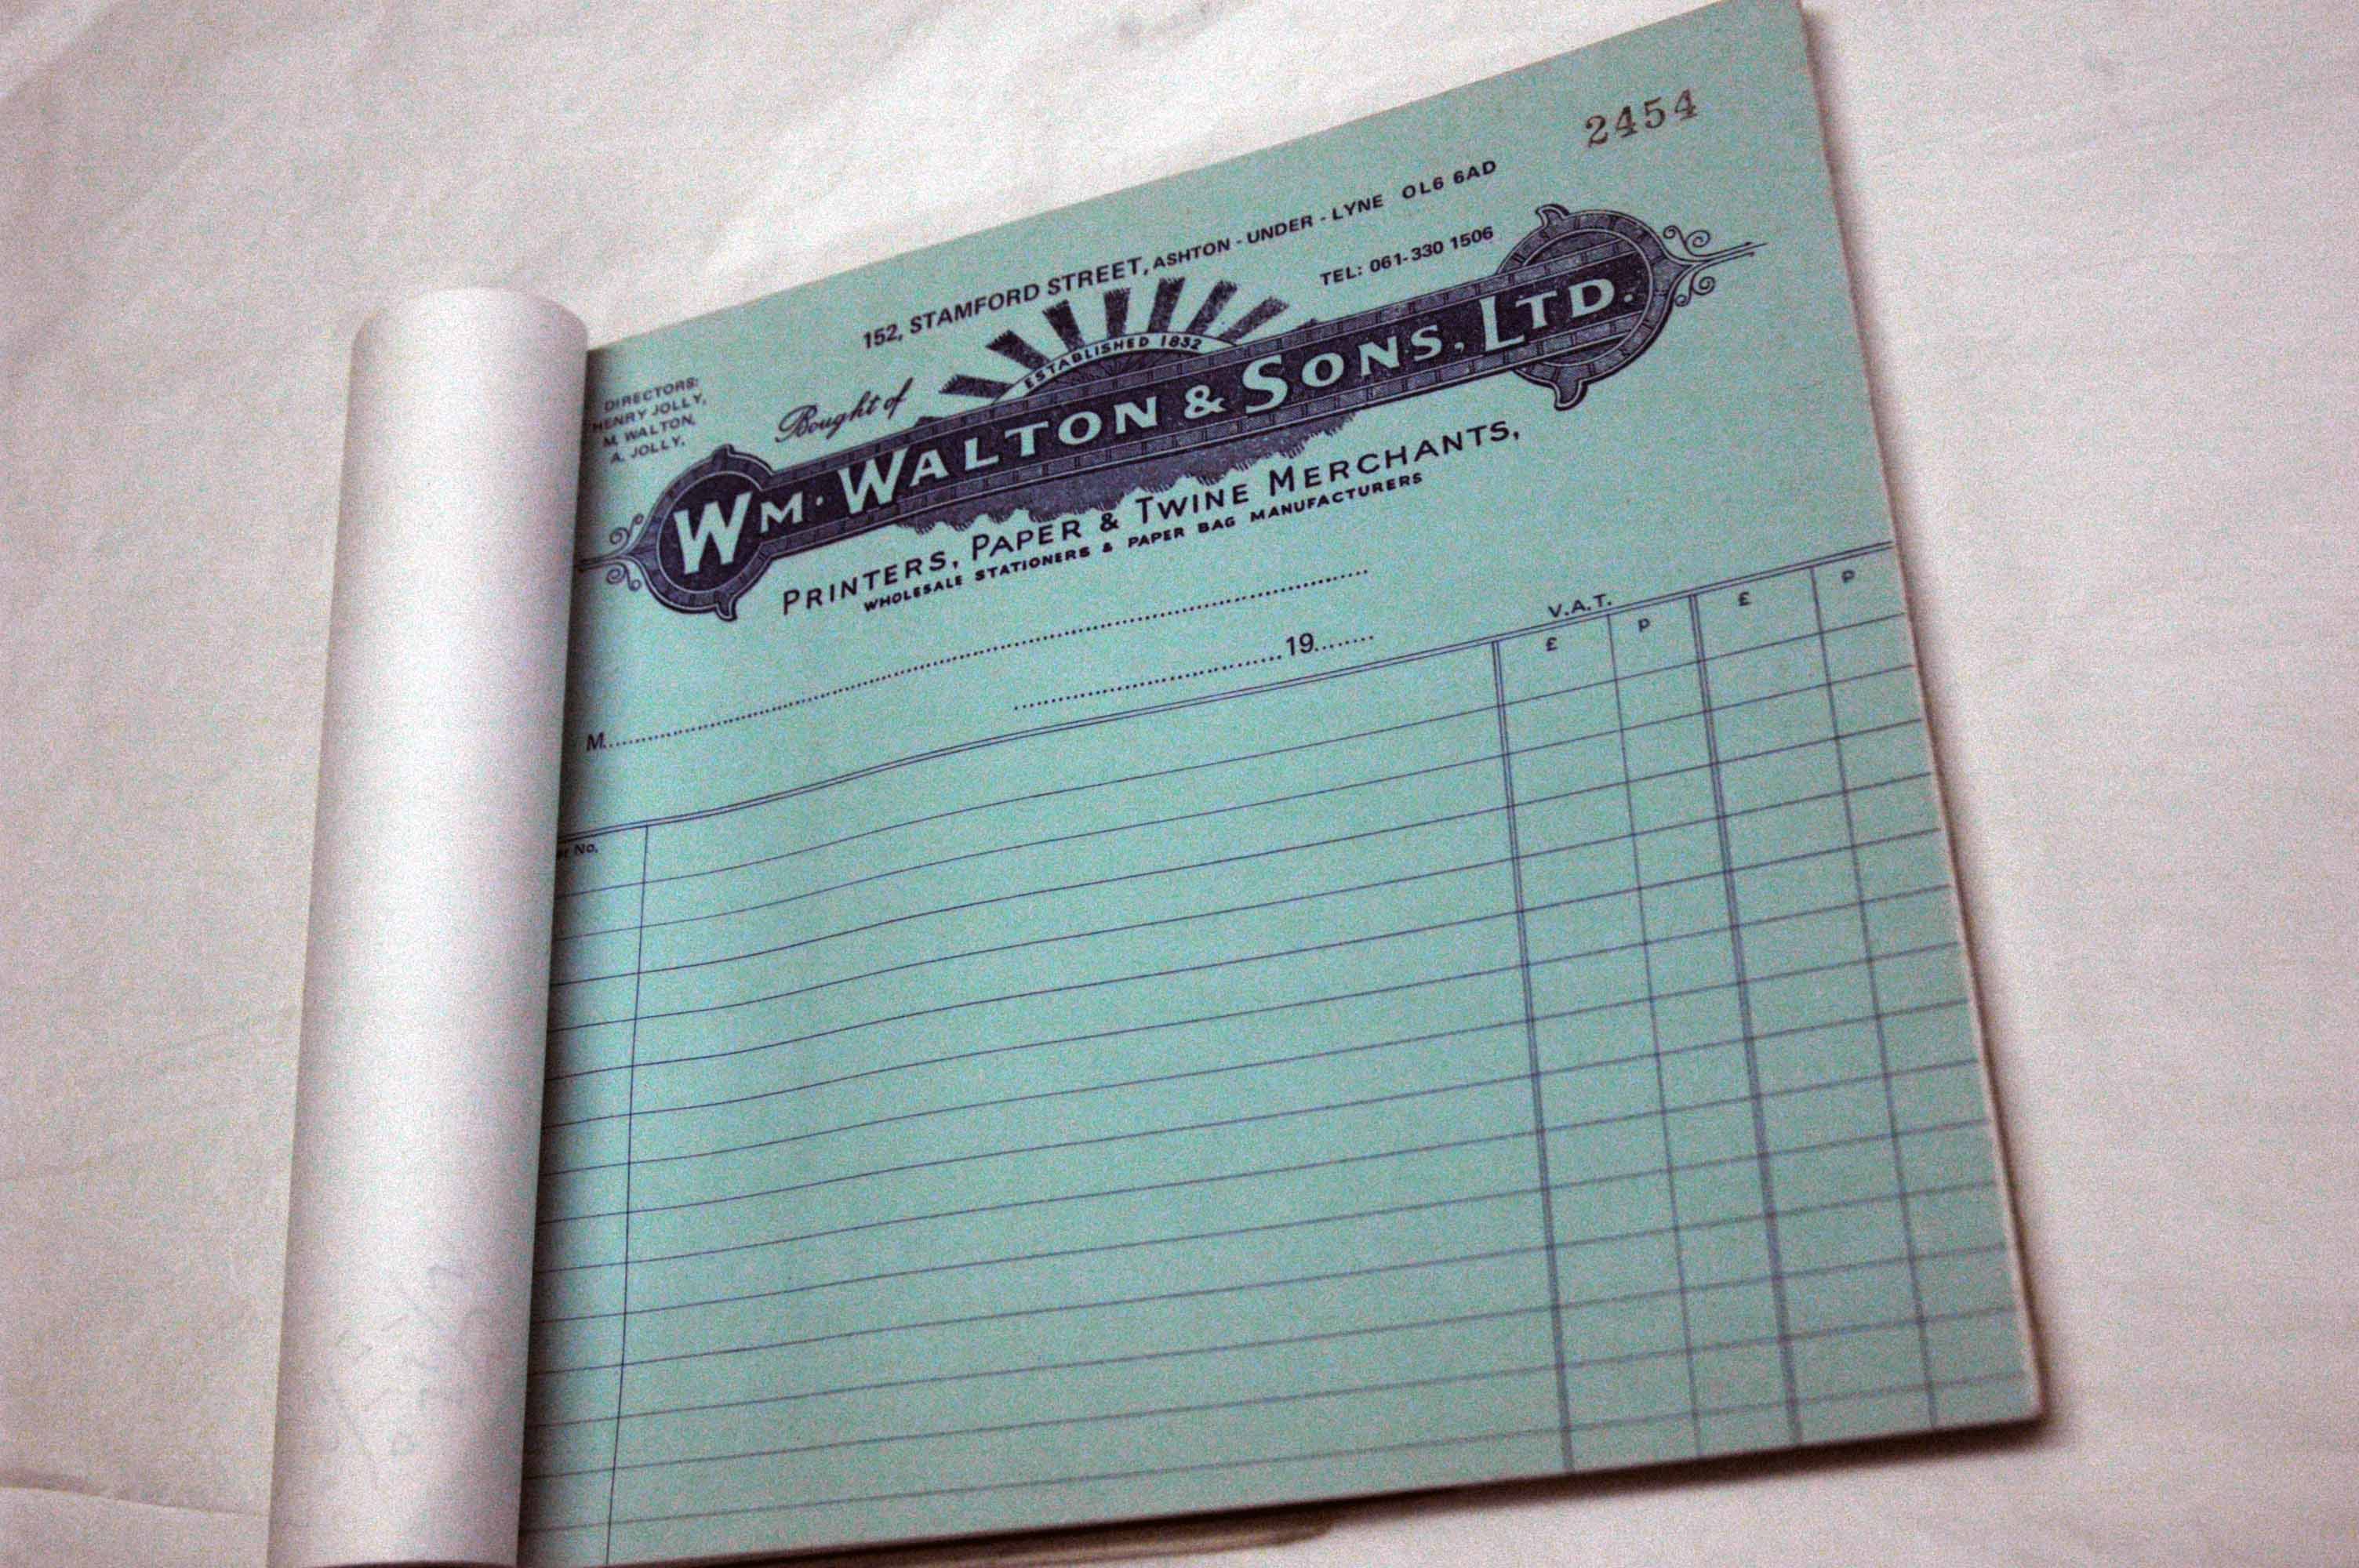 2454
152, STAMFORD STREET, ASHTON - UNDER - LYNE OL6 6AD
TEL: 061-330 1506
DIRECTORS:
HENRY JOLLY,
M. WALTON,
A. JOLLY,
Bought of
ESTABLISHED 1832
WM. WALTON & SONS, LTD.
PRINTERS, PAPER & TWINE MERCHANTS,
WHOLESALE STATIONERS & PAPER BAG MANUFACTURERS
M.
19
V.A.T.
£ p £ p
No.